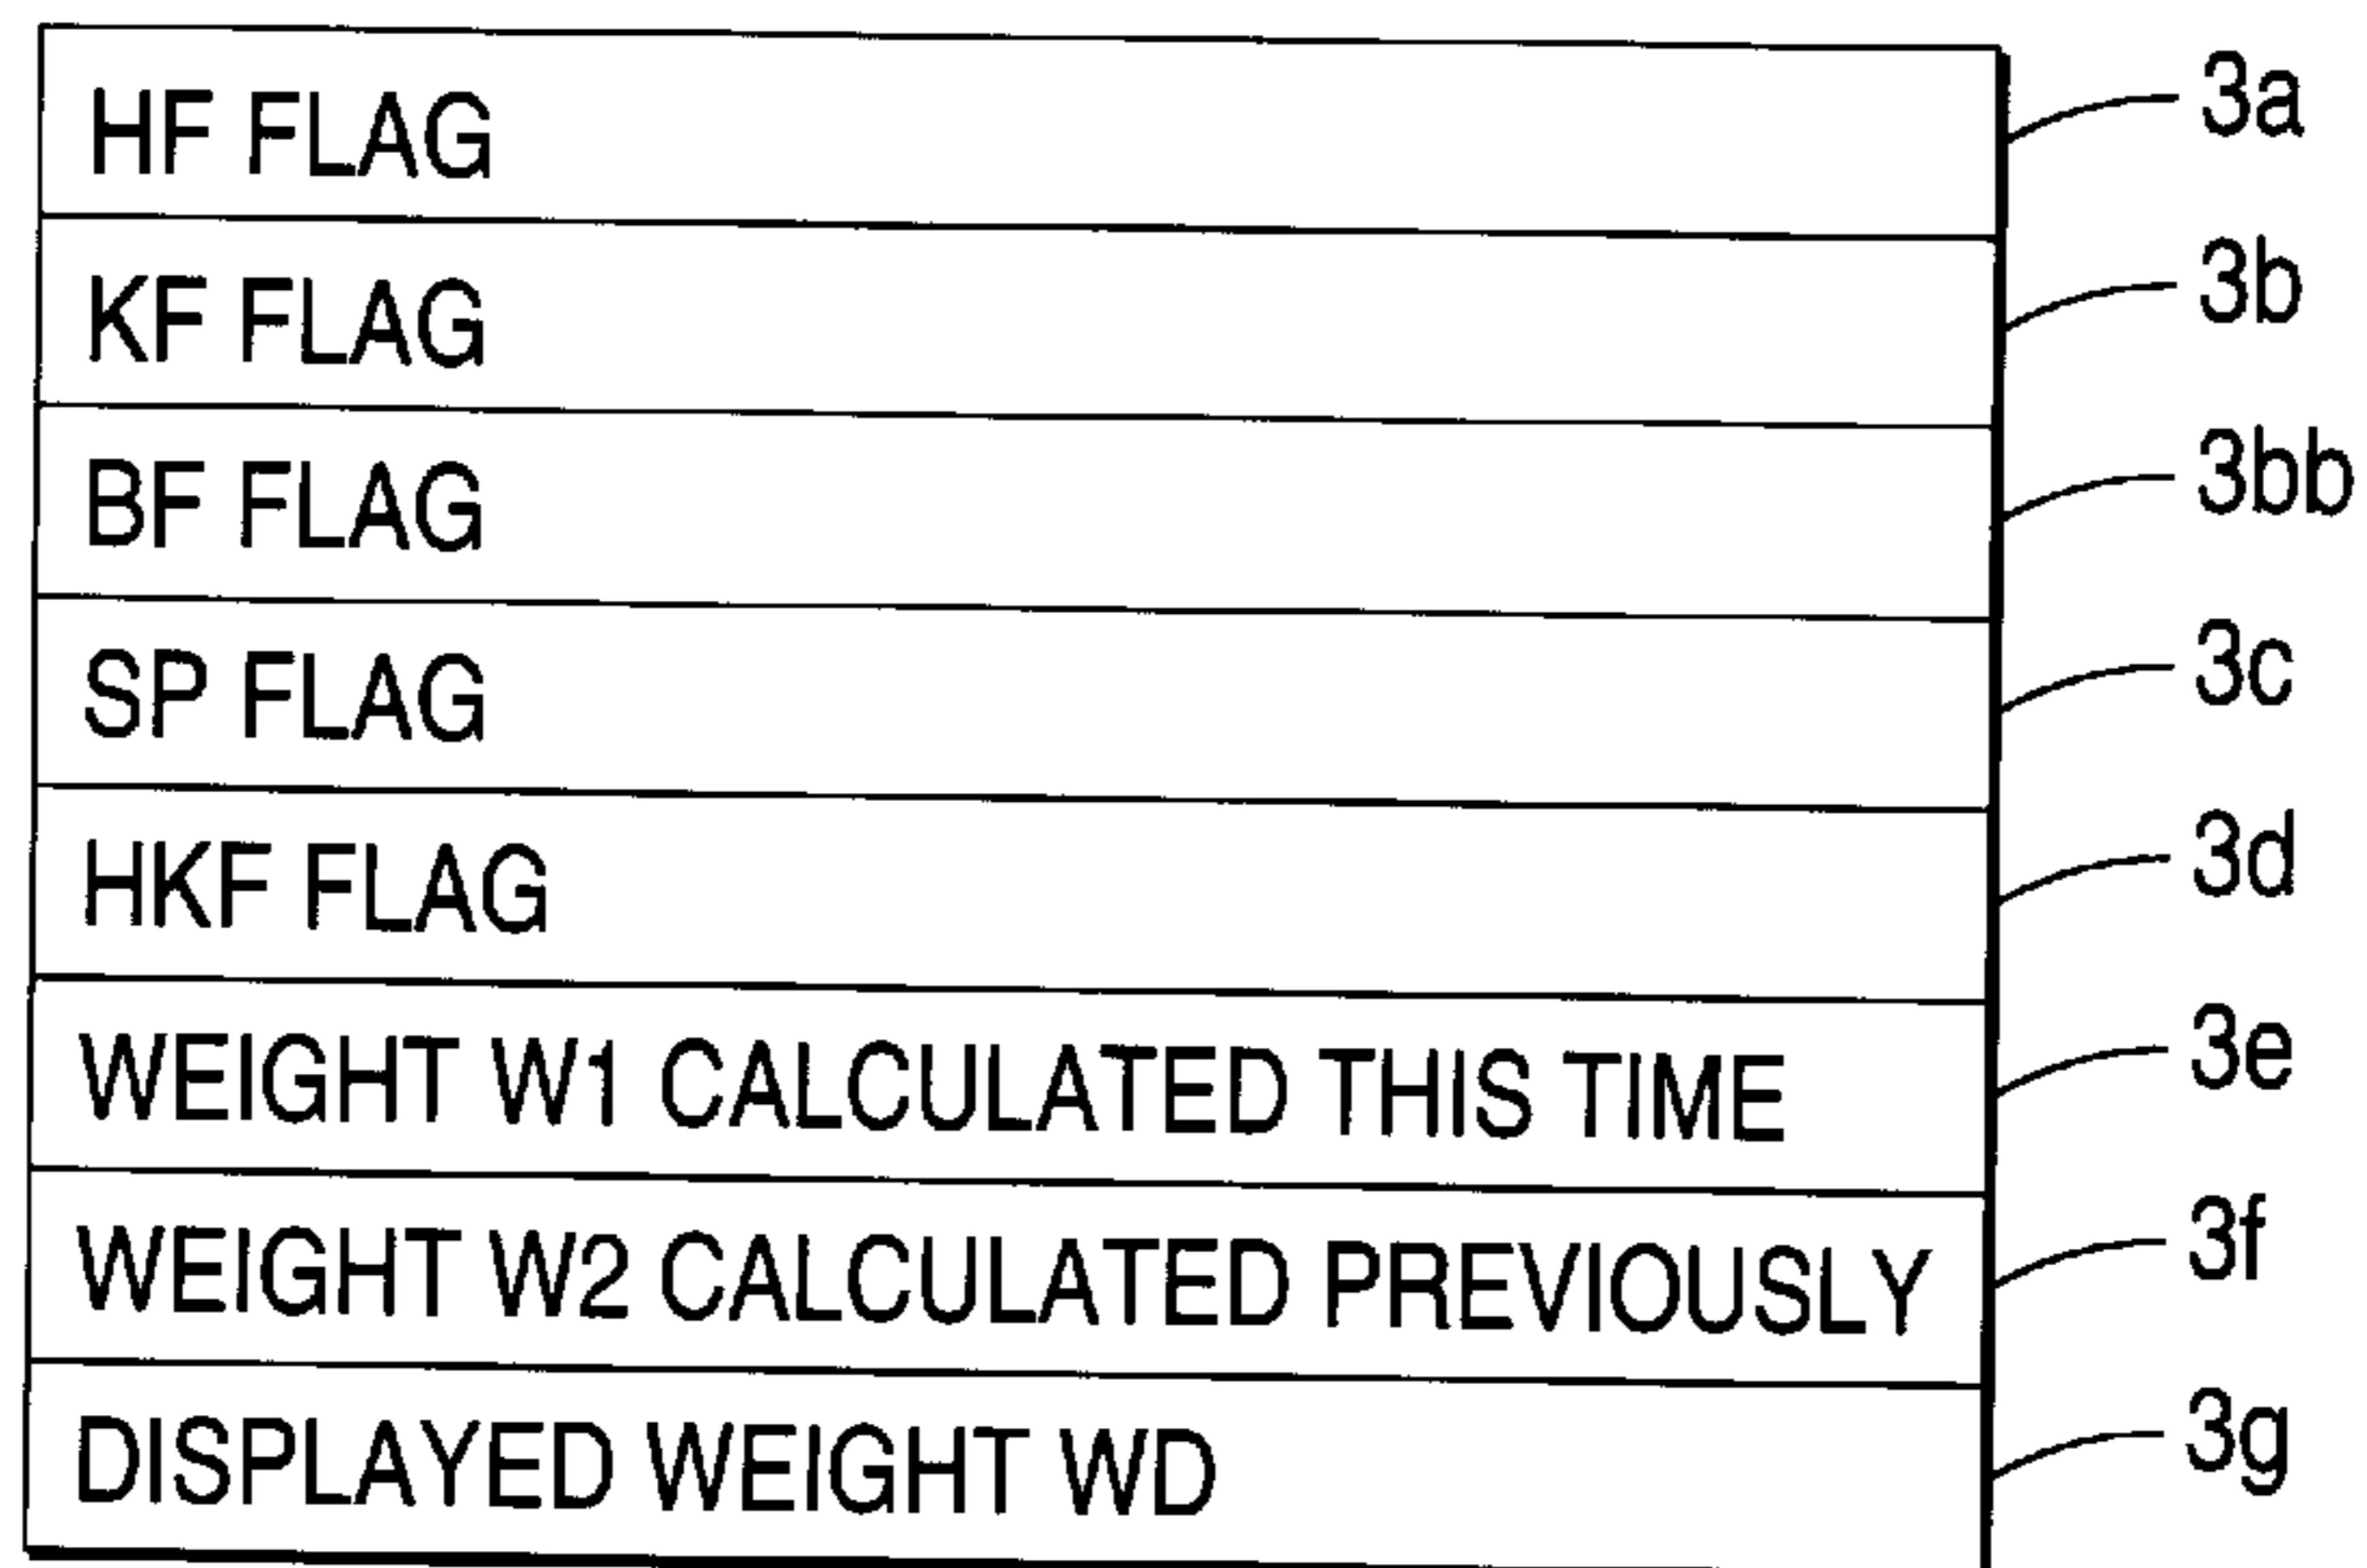 HF FLAG 3a
KF FLAG 3b
BF FLAG 3bb
SP FLAG 3c
HKF FLAG 3d
WEIGHT W1 CALCULATED THIS TIME 3e
WEIGHT W2 CALCULATED PREVIOUSLY 3f
DISPLAYED WEIGHT WD 3g